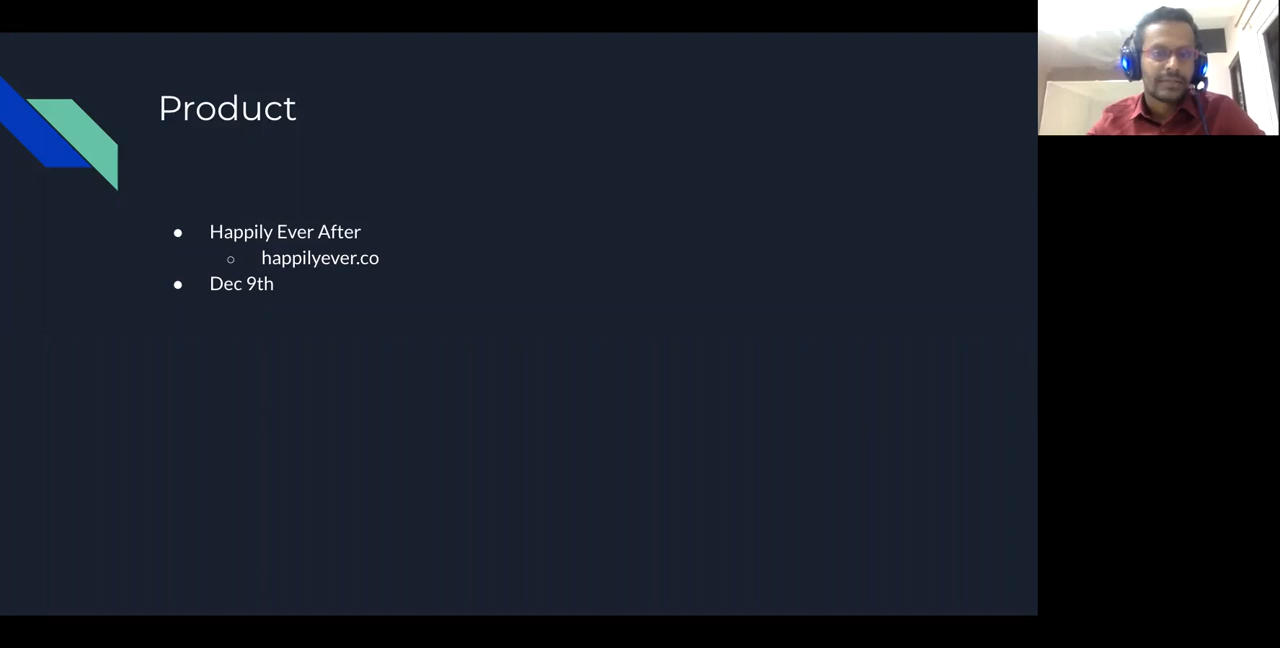 Product
● Happily Ever After
○ happilyever.co
● Dec 9th